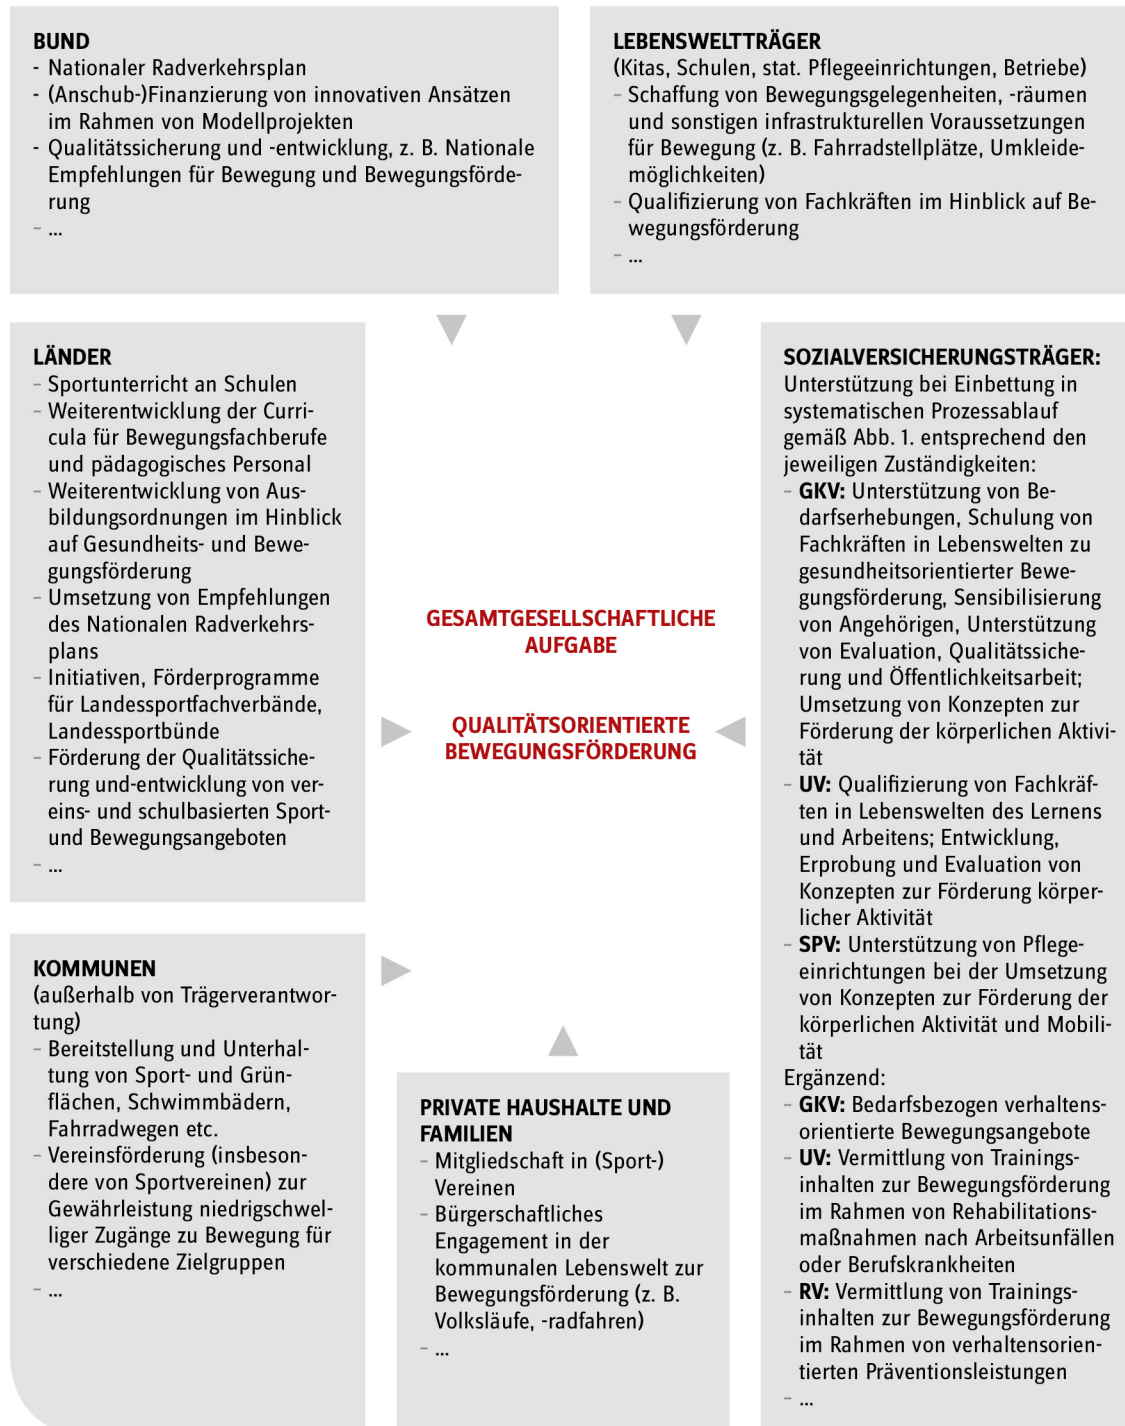 BUND
- Nationaler Radverkehrsplan
- (Anschub-)Finanzierung von innovativen Ansätzen
im Rahmen von Modellprojekten
- Qualitätssicherung und -entwicklung, z. B. Nationale
Empfehlungen für Bewegung und Bewegungsförde-
rung
– ...
LEBENSWELTTRÄGER
(Kitas, Schulen, stat. Pflegeeinrichtungen, Betriebe)
– Schaffung von Bewegungsgelegenheiten, -räumen
und sonstigen infrastrukturellen Voraussetzungen
für Bewegung (z. B. Fahrradstellplätze, Umkleide-
möglichkeiten)
– Qualifizierung von Fachkräften im Hinblick auf Be-
wegungsförderung
– ...
LÄNDER
– Sportunterricht an Schulen
– Weiterentwicklung der Curri-
cula für Bewegungsfachberufe
und pädagogisches Personal
– Weiterentwicklung von Aus-
bildungsordnungen im Hinblick
auf Gesundheits- und Bewe-
gungsförderung
– Umsetzung von Empfehlungen
des Nationalen Radverkehrs-
plans
– Initiativen, Förderprogramme
für Landessportfachverbände,
Landessportbünde
– Förderung der Qualitätssiche-
rung und-entwicklung von ver-
eins- und schulbasierten Sport-
und Bewegungsangeboten
– ...
GESAMTGESELLSCHAFTLICHE
AUFGABE
QUALITÄTSORIENTIERTE
BEWEGUNGSFÖRDERUNG
SOZIALVERSICHERUNGSTRÄGER:
Unterstützung bei Einbettung in
systematischen Prozessablauf
gemäß Abb. 1. entsprechend den
jeweiligen Zuständigkeiten:
– GKV: Unterstützung von Be-
darfserhebungen, Schulung von
Fachkräften in Lebenswelten zu
gesundheitsorientierter Bewe-
gungsförderung, Sensibilisierung
von Angehörigen, Unterstützung
von Evaluation, Qualitätssiche-
rung und Öffentlichkeitsarbeit;
Umsetzung von Konzepten zur
Förderung der körperlichen Aktivi-
tät
– UV: Qualifizierung von Fachkräf-
ten in Lebenswelten des Lernens
und Arbeitens; Entwicklung,
Erprobung und Evaluation von
Konzepten zur Förderung körper-
licher Aktivität
– SPV: Unterstützung von Pflege-
einrichtungen bei der Umsetzung
von Konzepten zur Förderung der
körperlichen Aktivität und Mobili-
tät
Ergänzend:
– GKV: Bedarfsbezogen verhaltens-
orientierte Bewegungsangebote
– UV: Vermittlung von Trainings-
inhalten zur Bewegungsförderung
im Rahmen von Rehabilitations-
maßnahmen nach Arbeitsunfällen
oder Berufskrankheiten
– RV: Vermittlung von Trainings-
inhalten zur Bewegungsförderung
im Rahmen von verhaltensorien-
tierten Präventionsleistungen
– ...
KOMMUNEN
(außerhalb von Trägerverantwor-
tung)
– Bereitstellung und Unterhal-
tung von Sport- und Grün-
flächen, Schwimmbädern,
Fahrradwegen etc.
– Vereinsförderung (insbeson-
dere von Sportvereinen) zur
Gewährleistung niedrigschwel-
liger Zugänge zu Bewegung für
verschiedene Zielgruppen
– ...
PRIVATE HAUSHALTE UND
FAMILIEN
– Mitgliedschaft in (Sport-)
Vereinen
– Bürgerschaftliches
Engagement in der
kommunalen Lebenswelt zur
Bewegungsförderung (z. B.
Volksläufe, -radfahren)
– ...